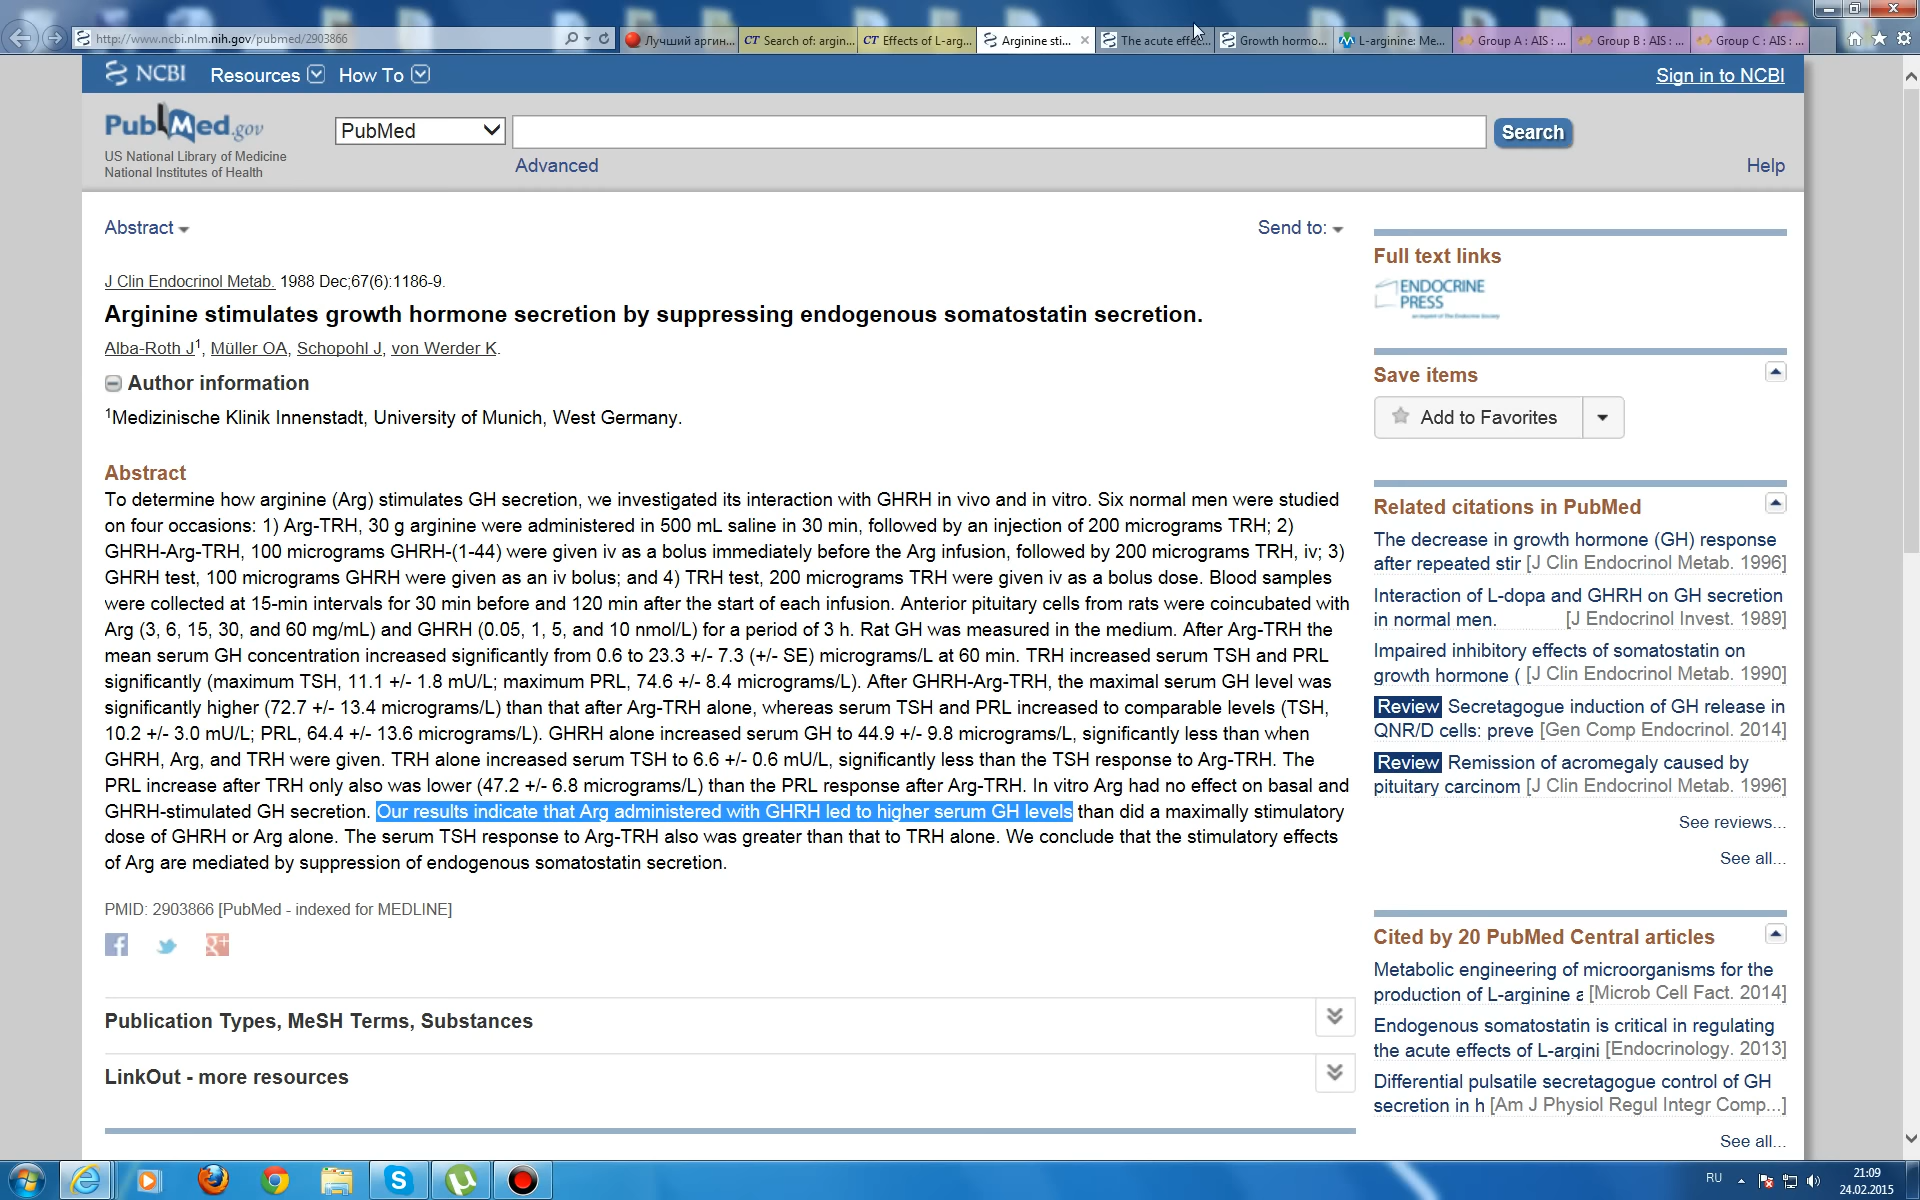 http://www.ncbi.nlm.nih.gov/pubmed/2903866
Лучший аргин...
CT Search of: argin...
CT Effects of L-arg...
Arginine sti...
The acute effec...
Growth hormo...
L-arginine: Me...
Group A : AIS : ...
Group B : AIS : ...
Group C : AIS : ...
NCBI Resources How To Sign in to NCBI
PubMed.gov
US National Library of Medicine
National Institutes of Health
PubMed
Search
Advanced
Help
Abstract
Send to:
J Clin Endocrinol Metab. 1988 Dec;67(6):1186-9.
Arginine stimulates growth hormone secretion by suppressing endogenous somatostatin secretion.
Alba-Roth J1, Müller OA, Schopohl J, von Werder K.
Author information
1Medizinische Klinik Innenstadt, University of Munich, West Germany.
Abstract
To determine how arginine (Arg) stimulates GH secretion, we investigated its interaction with GHRH in vivo and in vitro. Six normal men were studied
on four occasions: 1) Arg-TRH, 30 g arginine were administered in 500 mL saline in 30 min, followed by an injection of 200 micrograms TRH; 2)
GHRH-Arg-TRH, 100 micrograms GHRH-(1-44) were given iv as a bolus immediately before the Arg infusion, followed by 200 micrograms TRH, iv; 3)
GHRH test, 100 micrograms GHRH were given as an iv bolus; and 4) TRH test, 200 micrograms TRH were given iv as a bolus dose. Blood samples
were collected at 15-min intervals for 30 min before and 120 min after the start of each infusion. Anterior pituitary cells from rats were coincubated with
Arg (3, 6, 15, 30, and 60 mg/mL) and GHRH (0.05, 1, 5, and 10 nmol/L) for a period of 3 h. Rat GH was measured in the medium. After Arg-TRH the
mean serum GH concentration increased significantly from 0.6 to 23.3 +/- 7.3 (+/- SE) micrograms/L at 60 min. TRH increased serum TSH and PRL
significantly (maximum TSH, 11.1 +/- 1.8 mU/L; maximum PRL, 74.6 +/- 8.4 micrograms/L). After GHRH-Arg-TRH, the maximal serum GH level was
significantly higher (72.7 +/- 13.4 micrograms/L) than that after Arg-TRH alone, whereas serum TSH and PRL increased to comparable levels (TSH,
10.2 +/- 3.0 mU/L; PRL, 64.4 +/- 13.6 micrograms/L). GHRH alone increased serum GH to 44.9 +/- 9.8 micrograms/L, significantly less than when
GHRH, Arg, and TRH were given. TRH alone increased serum TSH to 6.6 +/- 0.6 mU/L, significantly less than the TSH response to Arg-TRH. The
PRL increase after TRH only also was lower (47.2 +/- 6.8 micrograms/L) than the PRL response after Arg-TRH. In vitro Arg had no effect on basal and
GHRH-stimulated GH secretion. Our results indicate that Arg administered with GHRH led to higher serum GH levels than did a maximally stimulatory
dose of GHRH or Arg alone. The serum TSH response to Arg-TRH also was greater than that to TRH alone. We conclude that the stimulatory effects
of Arg are mediated by suppression of endogenous somatostatin secretion.
PMID: 2903866 [PubMed - indexed for MEDLINE]
Publication Types, MeSH Terms, Substances
LinkOut - more resources
Full text links
ENDOCRINE
PRESS
Save items
Add to Favorites
Related citations in PubMed
The decrease in growth hormone (GH) response
after repeated stir [J Clin Endocrinol Metab. 1996]
Interaction of L-dopa and GHRH on GH secretion
in normal men. [J Endocrinol Invest. 1989]
Impaired inhibitory effects of somatostatin on
growth hormone ( [J Clin Endocrinol Metab. 1990]
Review Secretagogue induction of GH release in
QNR/D cells: preve [Gen Comp Endocrinol. 2014]
Review Remission of acromegaly caused by
pituitary carcinom [J Clin Endocrinol Metab. 1996]
See reviews...
See all...
Cited by 20 PubMed Central articles
Metabolic engineering of microorganisms for the
production of L-arginine a [Microb Cell Fact. 2014]
Endogenous somatostatin is critical in regulating
the acute effects of L-argini [Endocrinology. 2013]
Differential pulsatile secretagogue control of GH
secretion in h [Am J Physiol Regul Integr Comp...]
See all...
RU
21:09
24.02.2015